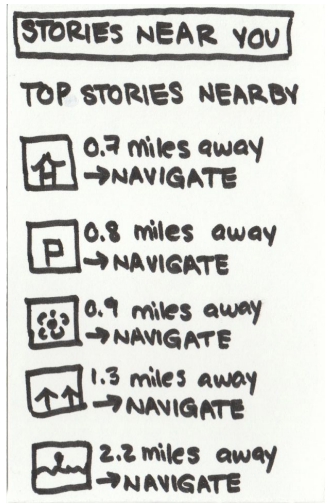 STORIES NEAR YOU
TOP STORIES NEARBY
0.7 miles away
→NAVIGATE
P
0.8 miles away
→NAVIGATE
0.9 miles away
→NAVIGATE
1.3 miles away
→NAVIGATE
2.2 miles away
→NAVIGATE